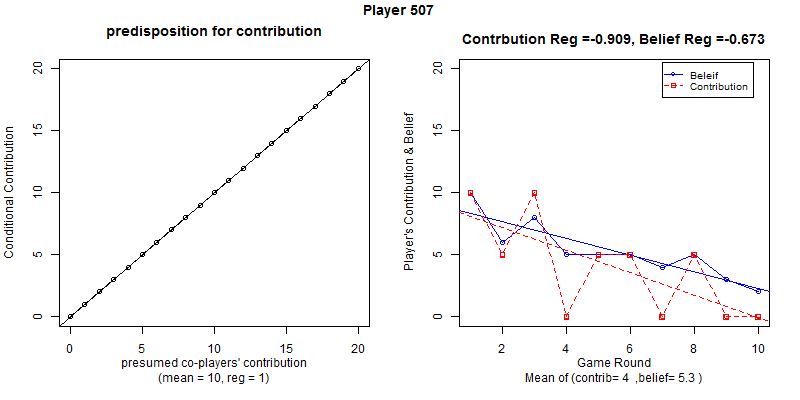 Player 507
predisposition for contribution
Conditional Contribution
20
15
10
5
0
0 5 10 15 20
presumed co-players' contribution
(mean = 10, reg = 1)
Contrbution Reg =-0.909, Belief Reg =-0.673
Player's Contribution & Belief
20
15
10
5
0
Beleif
Contribution
2 4 6 8 10
Game Round
Mean of (contrib= 4 ,belief= 5.3 )